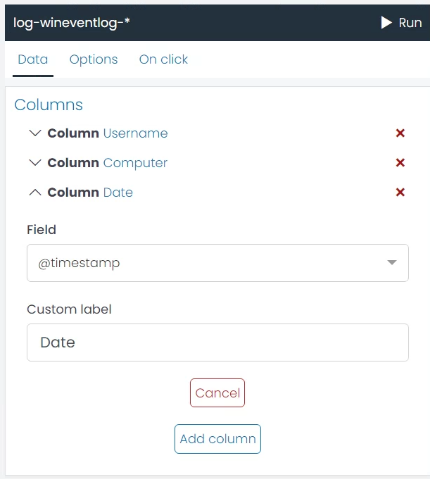 log-wineventlog-* Run
Data Options On click
Columns
Column Username
Column Computer
Column Date
Field
@timestamp
Custom label
Date
Cancel
Add column